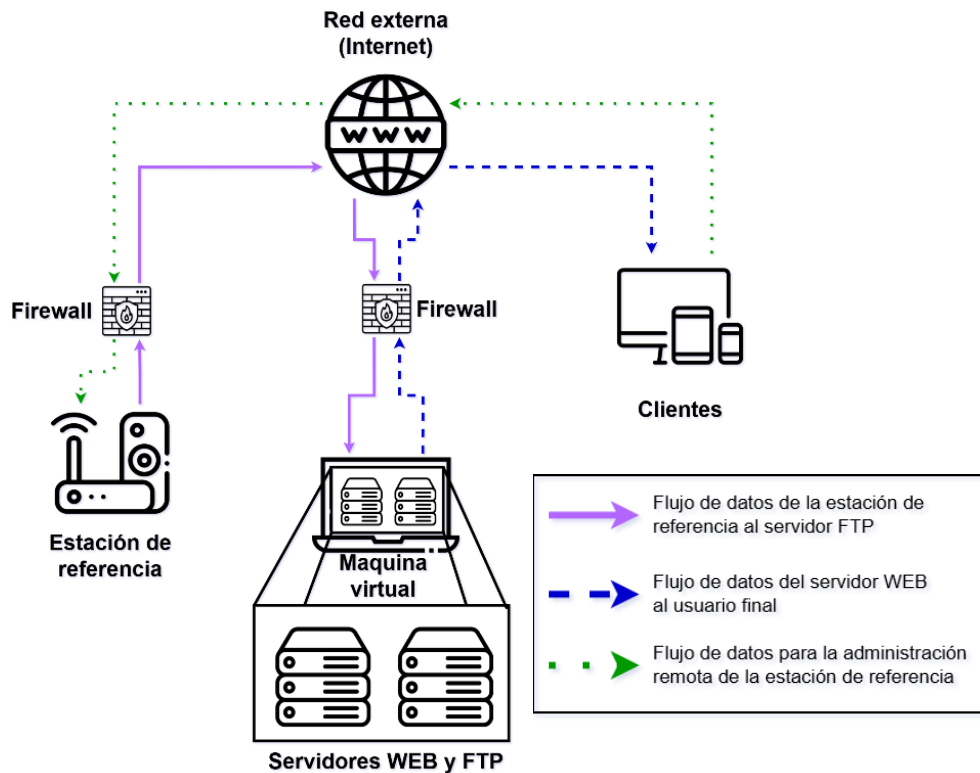 Red externa
(Internet)
WWW
Firewall
Firewall
Clientes
Estación de
referencia
Maquina
virtual
Servidores WEB y FTP
Flujo de datos de la estación de
referencia al servidor FTP
Flujo de datos del servidor WEB
al usuario final
Flujo de datos para la administración
remota de la estación de referencia